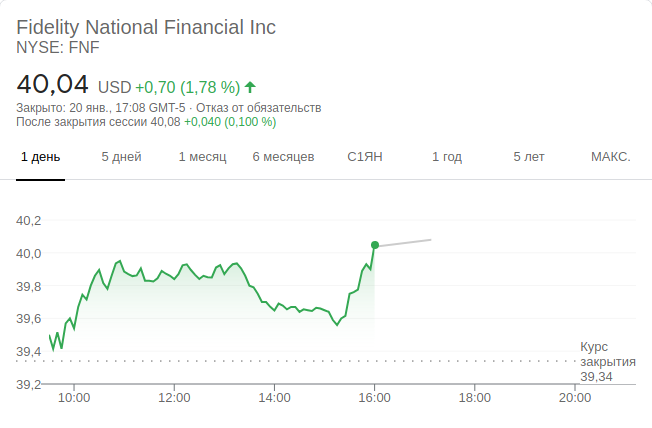 Fidelity National Financial Inc
NYSE: FNF
40,04 USD +0,70 (1,78 %)
Закрыто: 20 янв., 17:08 GMT-5 · Отказ от обязательств
После закрытия сессии 40,08 +0,040 (0,100 %)
1 день 5 дней 1 месяц 6 месяцев С1ЯН 1 год 5 лет МАКС.
40,2
40,0
39,8
39,6
39,4
39,2
Курс
закрытия
39,34
10:00 12:00 14:00 16:00 18:00 20:00